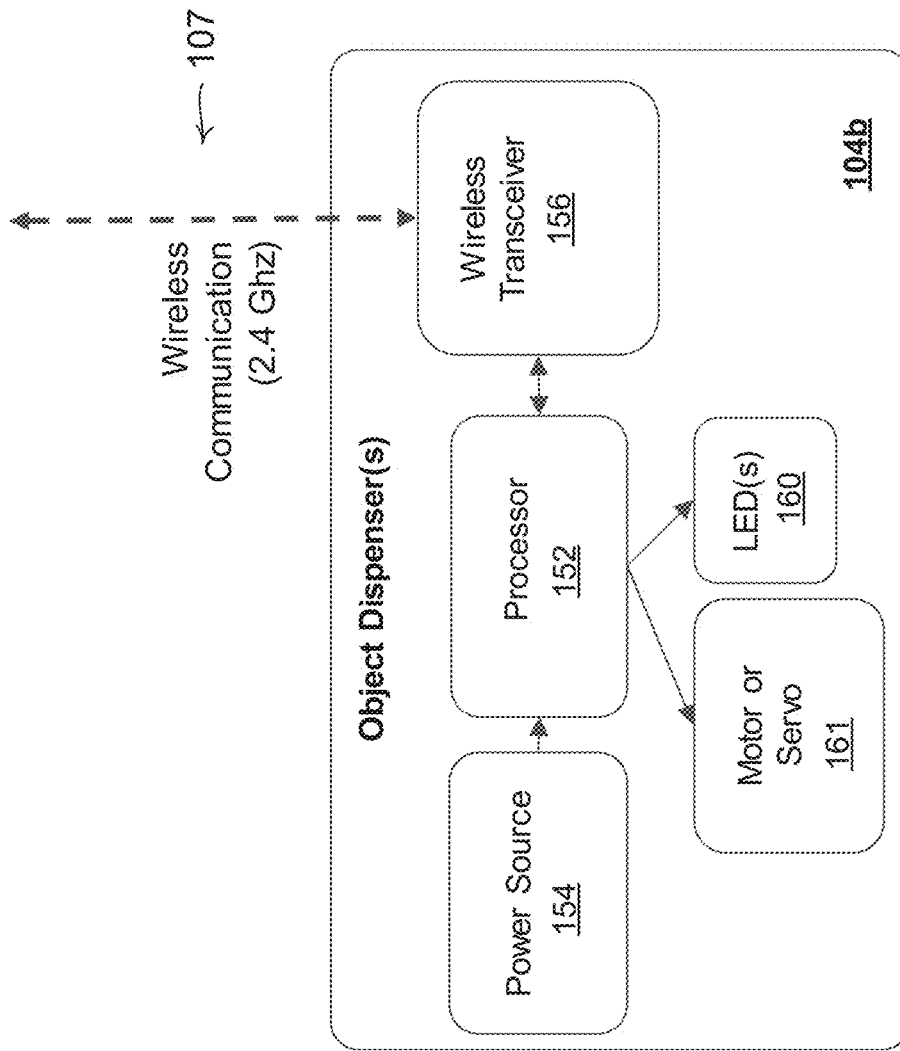 107
Wireless
Communication
(2.4 Ghz)
Object Dispenser(s)
Power Source
154
Processor
152
Wireless
Transceiver
156
Motor or
Servo
161
LED(s)
160
104b